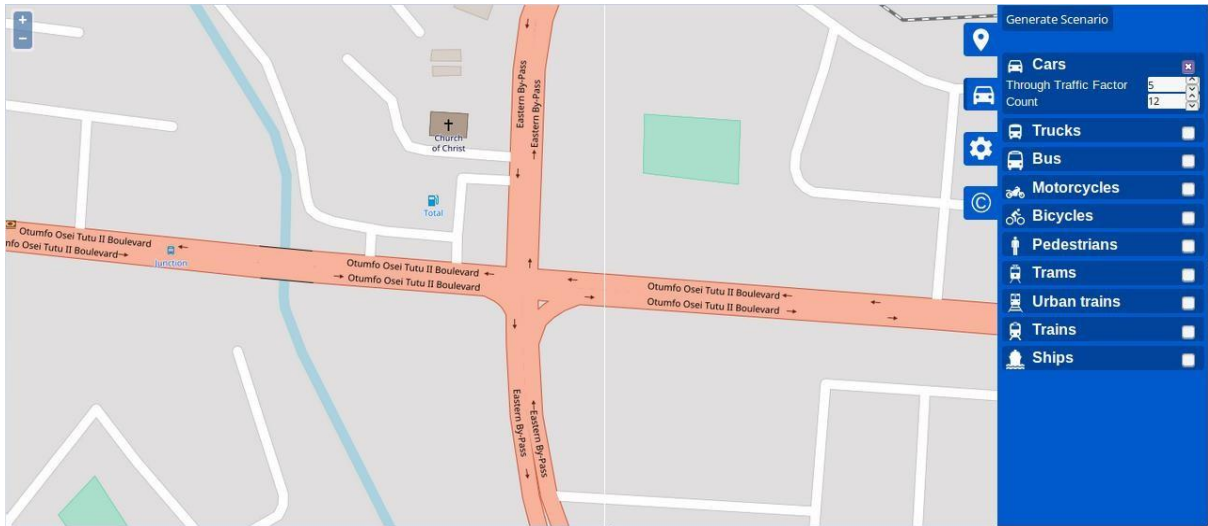 +
−
Generate Scenario
Cars
Through Traffic Factor 5
Count 12
Trucks
Bus
Motorcycles
Bicycles
Pedestrians
Trams
Urban trains
Trains
Ships
©
Eastern By-Pass
Eastern By-Pass
Church
of Christ
Total
Otumfo Osei Tutu II Boulevard
mfo Osei Tutu II Boulevard
Junction
Otumfo Osei Tutu II Boulevard
Otumfo Osei Tutu II Boulevard
Otumfo Osei Tutu II Boulevard
Otumfo Osei Tutu II Boulevard
Eastern By-Pass
Eastern By-Pass